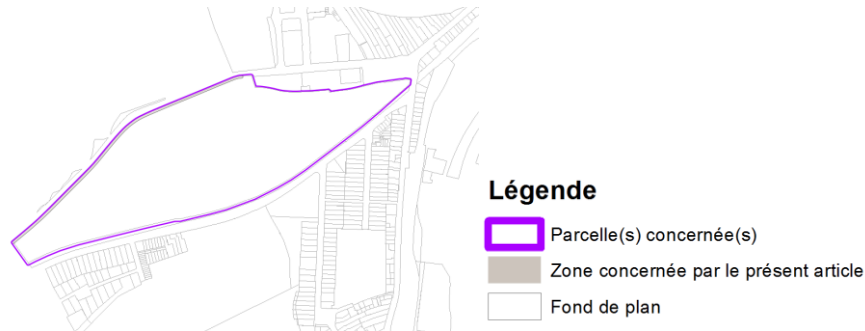 Légende
Parcelle(s) concernée(s)
Zone concernée par le présent article
Fond de plan